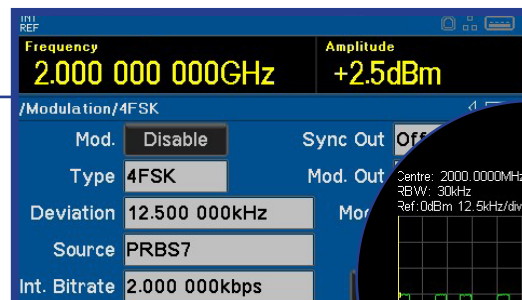 INT
REF
Frequency
2.000 000 000GHz
Amplitude
+2.5dBm
/Modulation/4FSK
Mod. Disable
Sync Out Off
Type 4FSK
Mod. Out
Deviation 12.500 000kHz
Source PRBS7
Int. Bitrate 2.000 000kbps
Centre: 2000.0000MHz
RBW: 30kHz
Ref:0dBm 12.5kHz/div